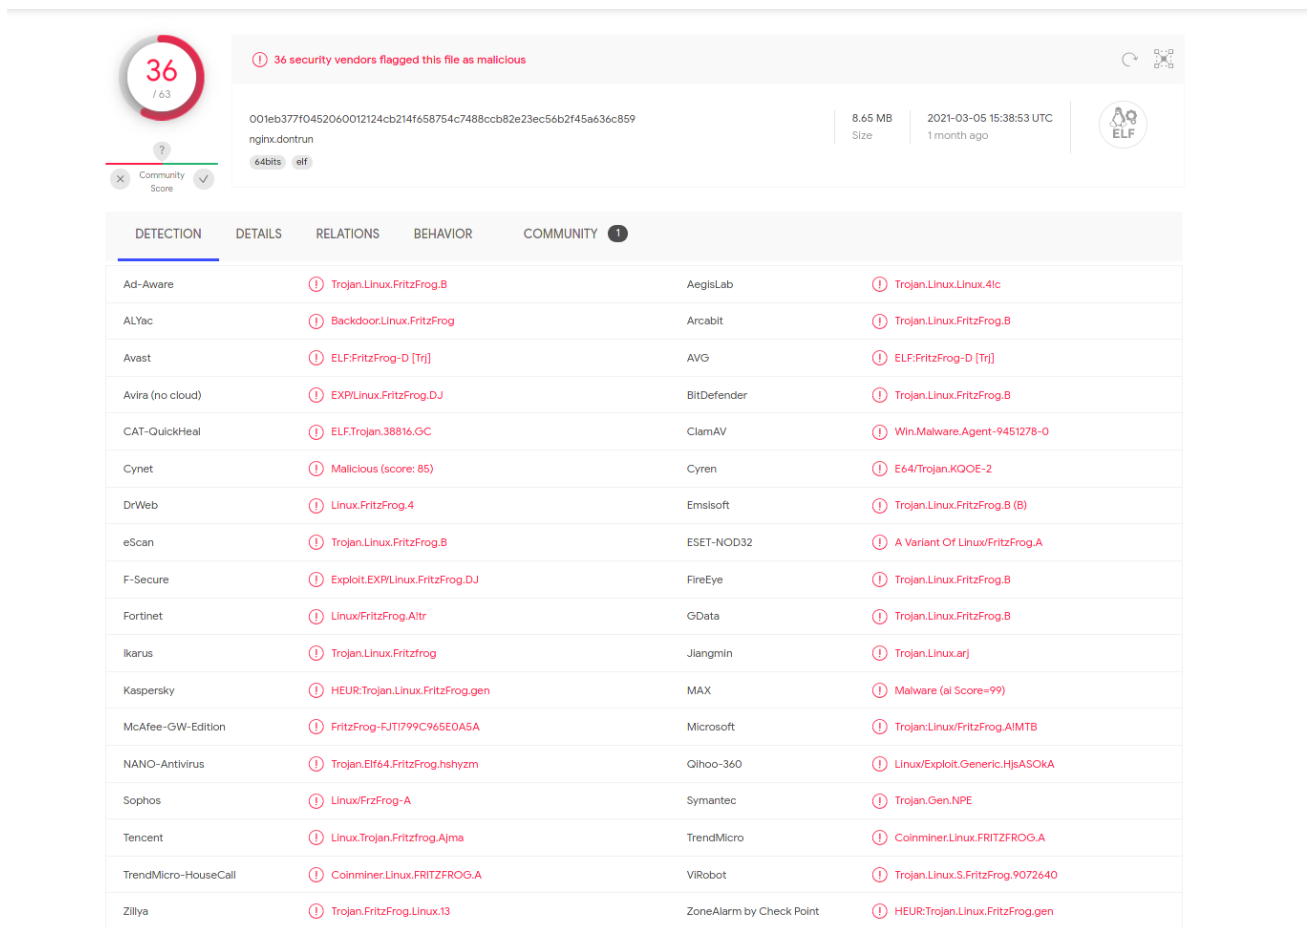 36
/ 63
36 security vendors flagged this file as malicious
001eb377f0452060012124cb214f658754c7488ccb82e23ec56b2f45a636c859
nginx.dontrun
64bits elf
8.65 MB
Size
2021-03-05 15:38:53 UTC
1 month ago
ELF
?
Community
Score
DETECTION DETAILS RELATIONS BEHAVIOR COMMUNITY 1
Ad-Aware Trojan.Linux.FritzFrog.B AegisLab Trojan.Linux.Linux.4!c
ALYac Backdoor.Linux.FritzFrog Arcabit Trojan.Linux.FritzFrog.B
Avast ELF:FritzFrog-D [Trj] AVG ELF:FritzFrog-D [Trj]
Avira (no cloud) EXP/Linux.FritzFrog.DJ BitDefender Trojan.Linux.FritzFrog.B
CAT-QuickHeal ELF.Trojan.38816.GC ClamAV Win.Malware.Agent-9451278-0
Cynet Malicious (score: 85) Cyren E64/Trojan.KQOE-2
DrWeb Linux.FritzFrog.4 Emsisoft Trojan.Linux.FritzFrog.B (B)
eScan Trojan.Linux.FritzFrog.B ESET-NOD32 A Variant Of Linux/FritzFrog.A
F-Secure Exploit.EXP/Linux.FritzFrog.DJ FireEye Trojan.Linux.FritzFrog.B
Fortinet Linux/FritzFrog.A!tr GData Trojan.Linux.FritzFrog.B
Ikarus Trojan.Linux.Fritzfrog Jiangmin Trojan.Linux.arj
Kaspersky HEUR:Trojan.Linux.FritzFrog.gen MAX Malware (ai Score=99)
McAfee-GW-Edition FritzFrog-FJT!799C965E0A5A Microsoft Trojan:Linux/FritzFrog.A!MTB
NANO-Antivirus Trojan.Elf64.FritzFrog.hshyzm Qihoo-360 Linux/Exploit.Generic.HjsASOkA
Sophos Linux/FrzFrog-A Symantec Trojan.Gen.NPE
Tencent Linux.Trojan.Fritzfrog.Ajma TrendMicro Coinminer.Linux.FRITZFROG.A
TrendMicro-HouseCall Coinminer.Linux.FRITZFROG.A ViRobot Trojan.Linux.S.FritzFrog.9072640
Zillya Trojan.FritzFrog.Linux.13 ZoneAlarm by Check Point HEUR:Trojan.Linux.FritzFrog.gen